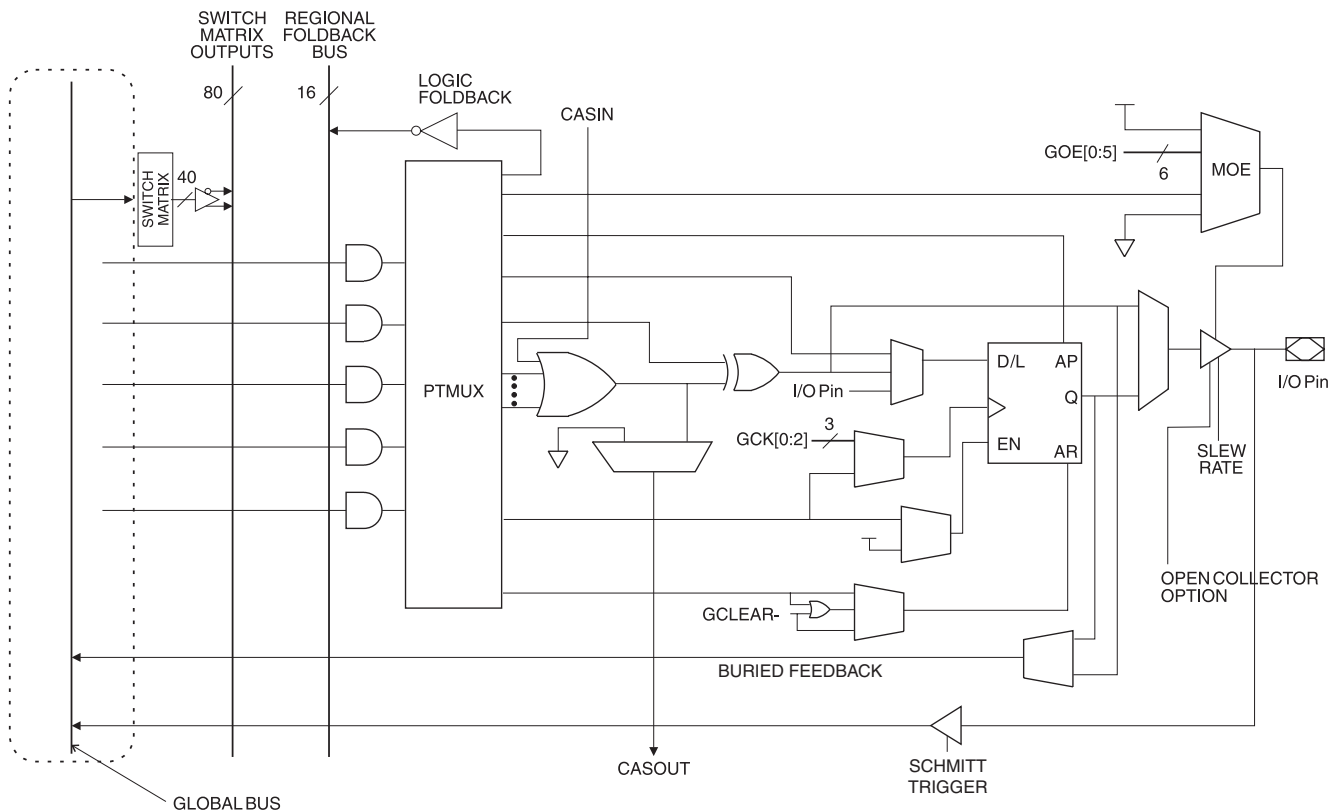 SWITCH
MATRIX
OUTPUTS
REGIONAL
FOLDBACK
BUS
80
16
LOGIC
FOLDBACK
CASIN
GOE[0:5]
6
MOE
SWITCH
MATRIX
40
PTMUX
I/O Pin
D/L
AP
Q
EN
AR
I/O Pin
GCK[0:2]
3
SLEW
RATE
OPEN COLLECTOR
OPTION
GCLEAR-
BURIED FEEDBACK
CASOUT
SCHMITT
TRIGGER
GLOBAL BUS